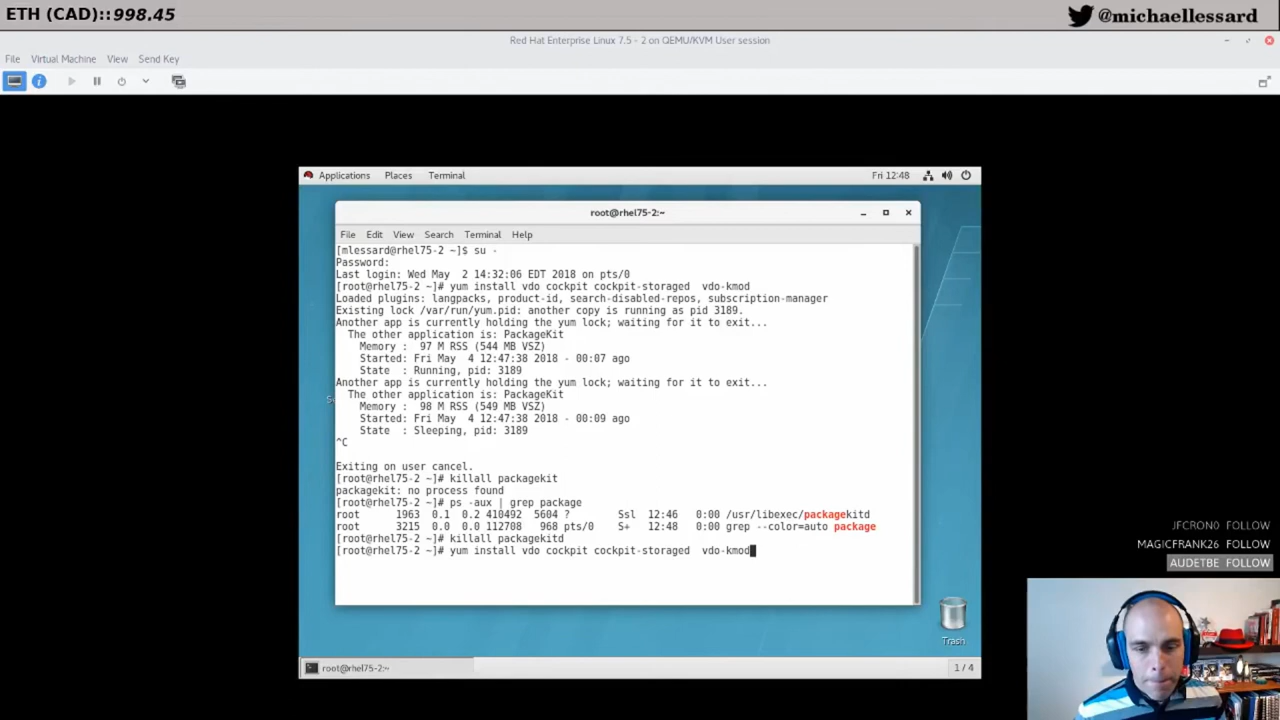 ETH (CAD)::998.45
@michaellessard
Red Hat Enterprise Linux 7.5 - 2 on QEMU/KVM User session
File Virtual Machine View Send Key
Applications Places Terminal Fri 12:48
root@rhel75-2:~
File Edit View Search Terminal Help
[mlessard@rhel75-2 ~]$ su -
Password:
Last login: Wed May  2 14:32:06 EDT 2018 on pts/0
[root@rhel75-2 ~]# yum install vdo cockpit cockpit-storaged  vdo-kmod
Loaded plugins: langpacks, product-id, search-disabled-repos, subscription-manager
Existing lock /var/run/yum.pid: another copy is running as pid 3189.
Another app is currently holding the yum lock; waiting for it to exit...
  The other application is: PackageKit
    Memory :  97 M RSS (544 MB VSZ)
    Started: Fri May  4 12:47:38 2018 - 00:07 ago
    State  : Running, pid: 3189
Another app is currently holding the yum lock; waiting for it to exit...
  The other application is: PackageKit
    Memory :  98 M RSS (549 MB VSZ)
    Started: Fri May  4 12:47:38 2018 - 00:09 ago
    State  : Sleeping, pid: 3189
^C
Exiting on user cancel.
[root@rhel75-2 ~]# killall packagekit
packagekit: no process found
[root@rhel75-2 ~]# ps -aux | grep package
root      1963  0.1  0.2 410492  5604 ?        Ssl  12:46   0:00 /usr/libexec/packagekitd
root      3215  0.0  0.0 112708   968 pts/0    S+   12:48   0:00 grep --color=auto package
[root@rhel75-2 ~]# killall packagekitd
[root@rhel75-2 ~]# yum install vdo cockpit cockpit-storaged  vdo-kmod
Trash
root@rhel75-2:~
1 / 4
JFCRON0 FOLLOW
MAGICFRANK26 FOLLOW
AUDETBE FOLLOW